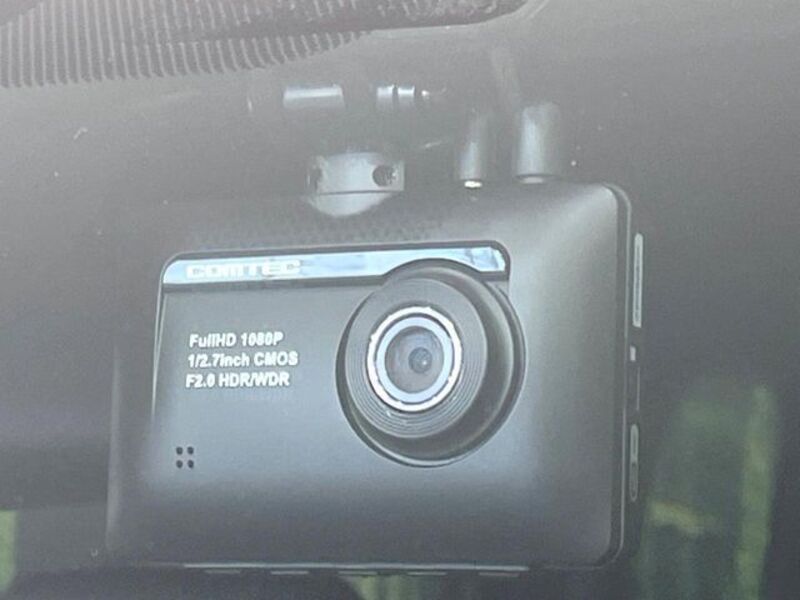 COMTEC
FullHD 1080P
1/2.7inch CMOS
F2.0 HDR/WDR